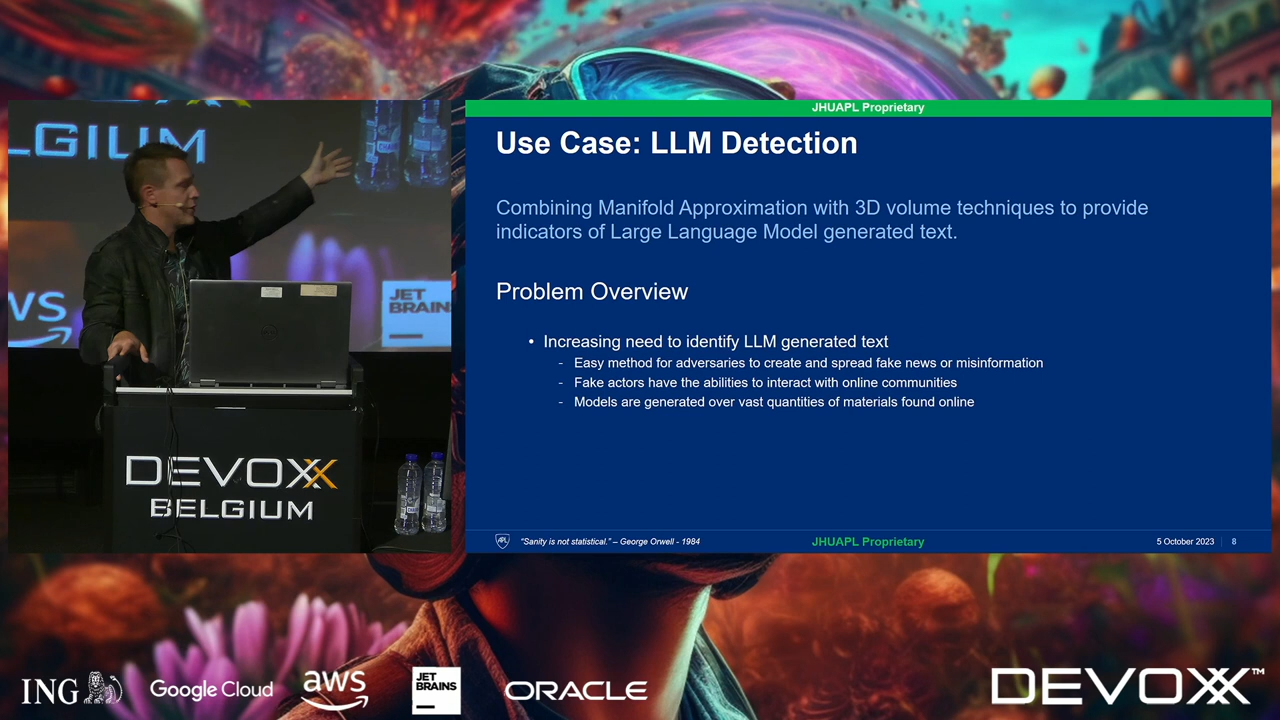 JHUAPL Proprietary
Use Case: LLM Detection
Combining Manifold Approximation with 3D volume techniques to provide
indicators of Large Language Model generated text.
Problem Overview
• Increasing need to identify LLM generated text
- Easy method for adversaries to create and spread fake news or misinformation
- Fake actors have the abilities to interact with online communities
- Models are generated over vast quantities of materials found online
APL
"Sanity is not statistical." – George Orwell - 1984
JHUAPL Proprietary
5 October 2023 | 8
LGIUM
WS
JET
BRAINS
DEVOXX
BELGIUM
ING
Google Cloud
aws
JET
BRAINS
ORACLE
DEVOXX™